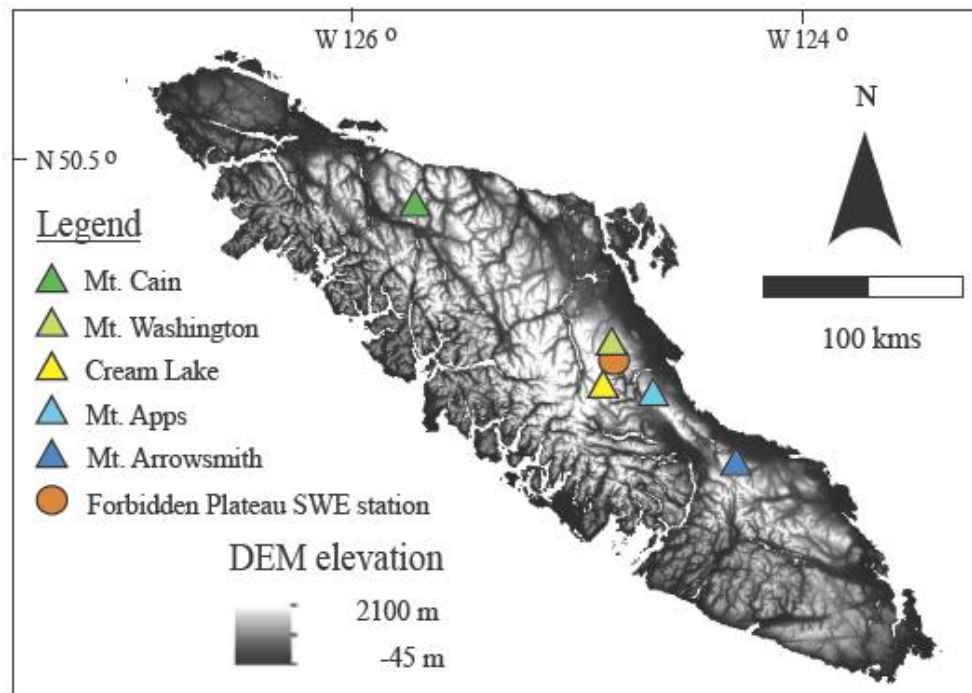 W 126 º
W 124 º
N
N 50.5 º
Legend
Mt. Cain
Mt. Washington
Cream Lake
Mt. Apps
Mt. Arrowsmith
Forbidden Plateau SWE station
100 kms
DEM elevation
2100 m
-45 m